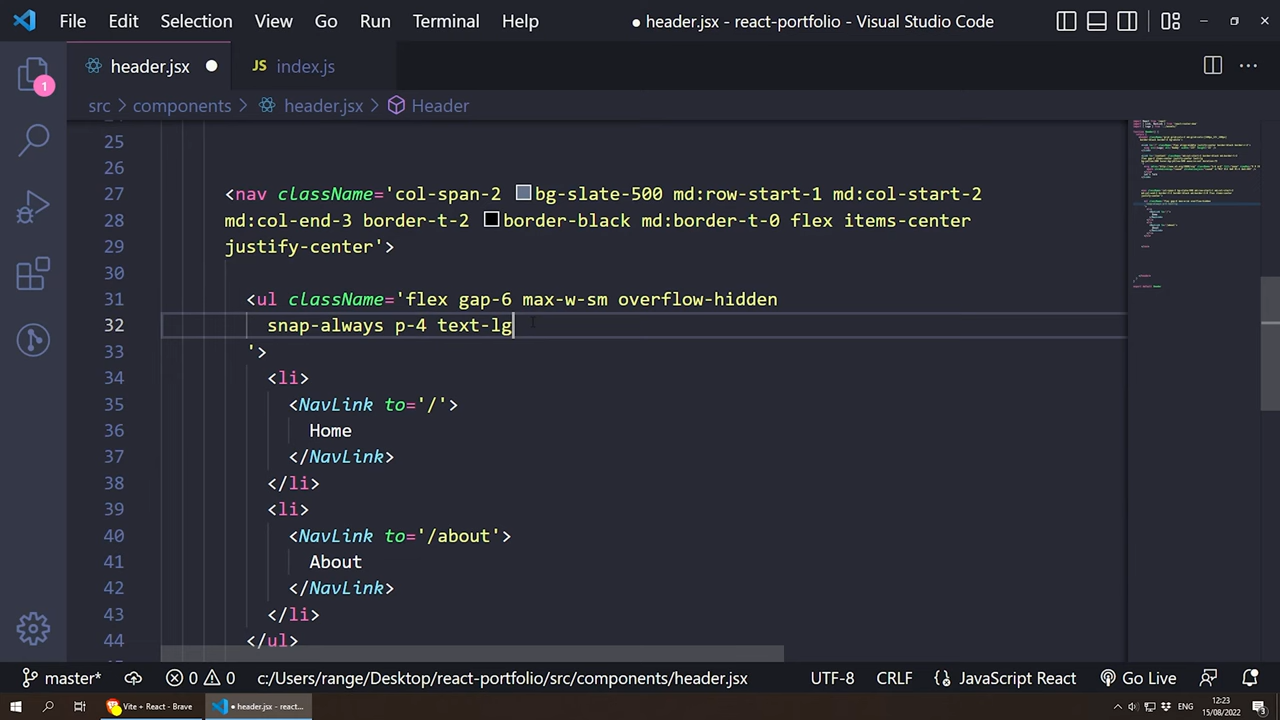 File Edit Selection View Go Run Terminal Help ● header.jsx - react-portfolio - Visual Studio Code
header.jsx ● JS index.js
1
src > components > header.jsx > Header
25
26
27 <nav className='col-span-2 bg-slate-500 md:row-start-1 md:col-start-2
28 md:col-end-3 border-t-2 border-black md:border-t-0 flex items-center
29 justify-center'>
30
31 <ul className='flex gap-6 max-w-sm overflow-hidden
32 snap-always p-4 text-lg
33 '>
34 <li>
35 <NavLink to='/'>
36 Home
37 </NavLink>
38 </li>
39 <li>
40 <NavLink to='/about'>
41 About
42 </NavLink>
43 </li>
44 </ul>
master* 0 0 c:/Users/range/Desktop/react-portfolio/src/components/header.jsx UTF-8 CRLF JavaScript React Go Live
Vite + React - Brave ● header.jsx - react-... ENG 12:23
15/08/2022 3